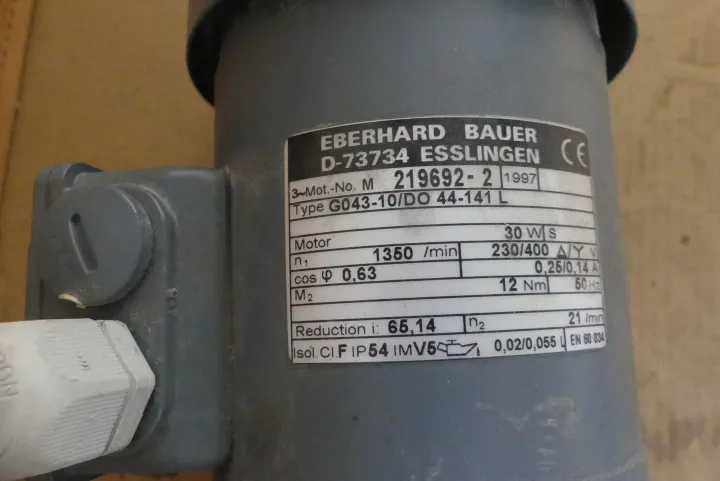 EBERHARD BAUER
D-73734 ESSLINGEN CE
3~Mot.-No. M 219692-2 1997
Type G043-10/DO 44-141 L
Motor 30 W S
n₁ 1350 /min 230/400 Δ/Y V
cos φ 0,63 0,25/0,14 A
M₂ 12 Nm 50 Hz
Reduction i: 65,14 n₂ 21 /min
Isol.Cl.F IP54 IMV5 0,02/0,055 L EN 60 034